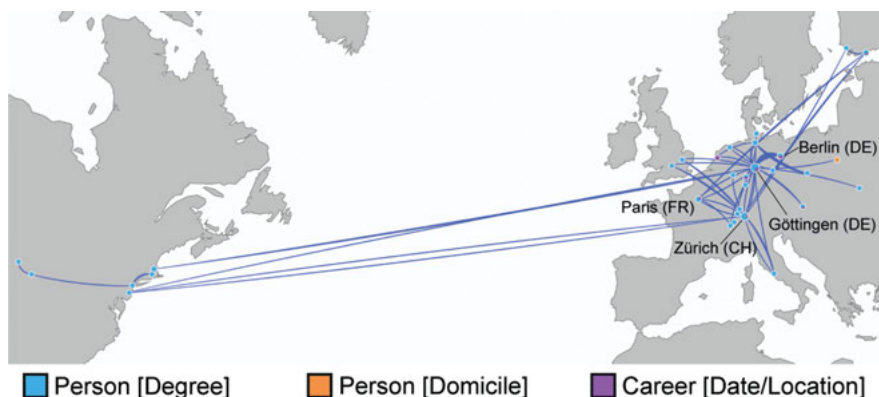 Berlin (DE)
Paris (FR)
Göttingen (DE)
Zürich (CH)
Person [Degree]
Person [Domicile]
Career [Date/Location]